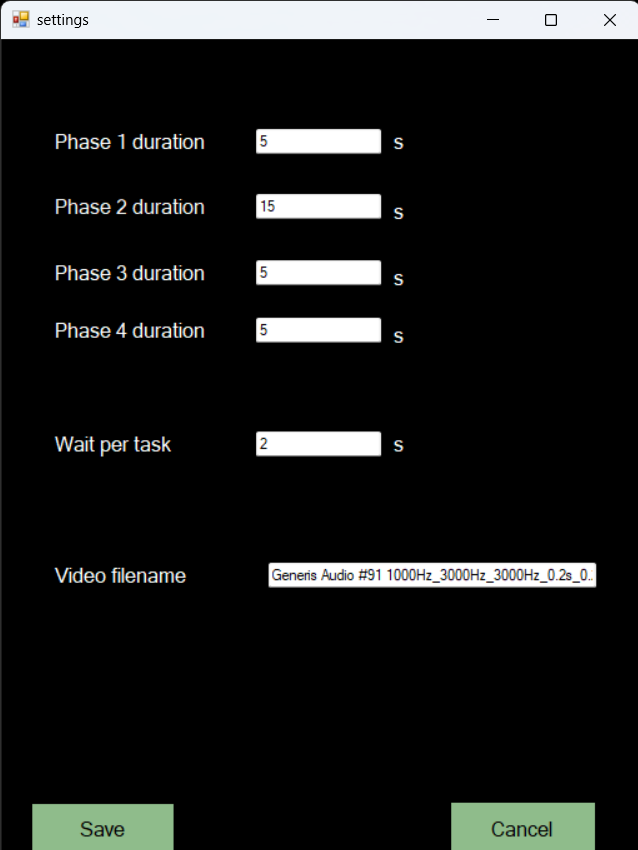 settings
Phase 1 duration 5 s
Phase 2 duration 15 s
Phase 3 duration 5 s
Phase 4 duration 5 s
Wait per task 2 s
Video filename Generis Audio #91 1000Hz_3000Hz_3000Hz_0.2s_0.
Save Cancel